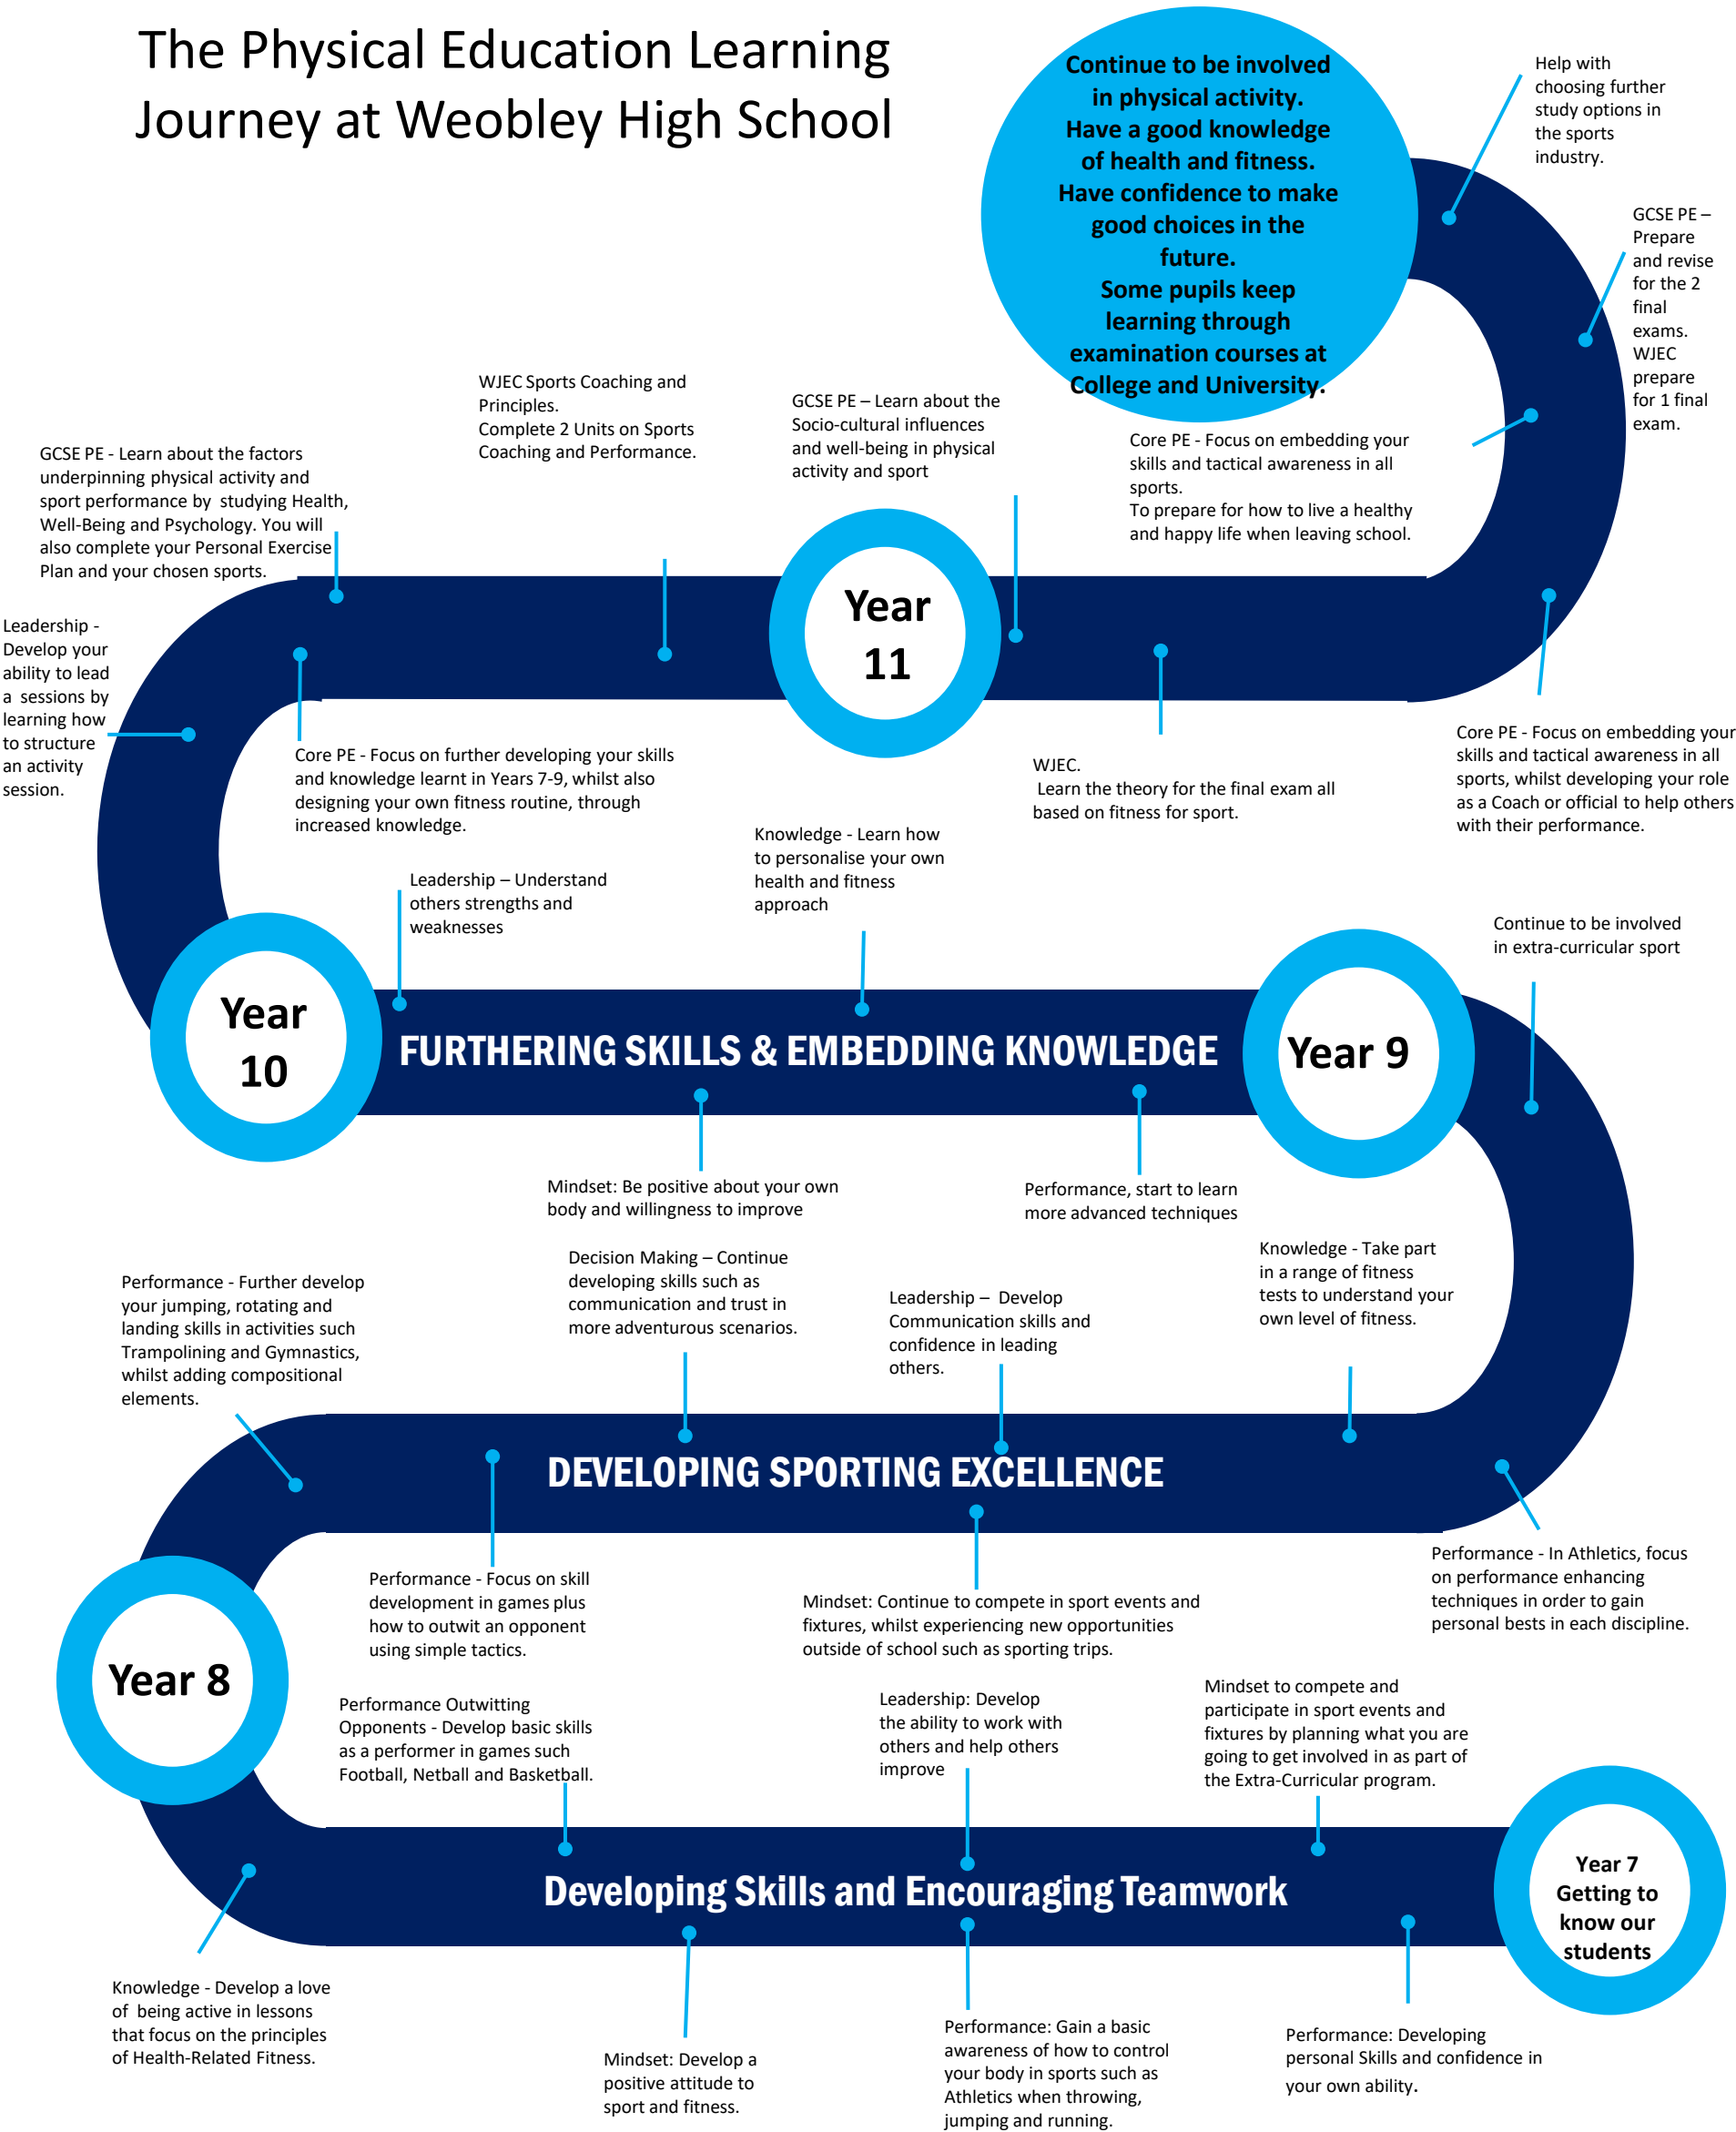 The Physical Education Learning
Journey at Weobley High School
Continue to be involved
in physical activity.
Have a good knowledge
of health and fitness.
Have confidence to make
good choices in the
future.
Some pupils keep
learning through
examination courses at
College and University.
Help with
choosing further
study options in
the sports
industry.
GCSE PE –
Prepare
and revise
for the 2
final
exams.
WJEC
prepare
for 1 final
exam.
WJEC Sports Coaching and
Principles.
Complete 2 Units on Sports
Coaching and Performance.
GCSE PE – Learn about the
Socio-cultural influences
and well-being in physical
activity and sport
Core PE - Focus on embedding your
skills and tactical awareness in all
sports.
To prepare for how to live a healthy
and happy life when leaving school.
GCSE PE - Learn about the factors
underpinning physical activity and
sport performance by studying Health,
Well-Being and Psychology. You will
also complete your Personal Exercise
Plan and your chosen sports.
Leadership -
Develop your
ability to lead
a sessions by
learning how
to structure
an activity
session.
Year
11
Core PE - Focus on further developing your skills
and knowledge learnt in Years 7-9, whilst also
designing your own fitness routine, through
increased knowledge.
WJEC.
Learn the theory for the final exam all
based on fitness for sport.
Core PE - Focus on embedding your
skills and tactical awareness in all
sports, whilst developing your role
as a Coach or official to help others
with their performance.
Leadership – Understand
others strengths and
weaknesses
Knowledge - Learn how
to personalise your own
health and fitness
approach
Continue to be involved
in extra-curricular sport
Year
10
FURTHERING SKILLS & EMBEDDING KNOWLEDGE
Year 9
Mindset: Be positive about your own
body and willingness to improve
Performance, start to learn
more advanced techniques
Performance - Further develop
your jumping, rotating and
landing skills in activities such
Trampolining and Gymnastics,
whilst adding compositional
elements.
Decision Making – Continue
developing skills such as
communication and trust in
more adventurous scenarios.
Leadership – Develop
Communication skills and
confidence in leading
others.
Knowledge - Take part
in a range of fitness
tests to understand your
own level of fitness.
DEVELOPING SPORTING EXCELLENCE
Performance - Focus on skill
development in games plus
how to outwit an opponent
using simple tactics.
Mindset: Continue to compete in sport events and
fixtures, whilst experiencing new opportunities
outside of school such as sporting trips.
Performance - In Athletics, focus
on performance enhancing
techniques in order to gain
personal bests in each discipline.
Year 8
Performance Outwitting
Opponents - Develop basic skills
as a performer in games such
Football, Netball and Basketball.
Leadership: Develop
the ability to work with
others and help others
improve
Mindset to compete and
participate in sport events and
fixtures by planning what you are
going to get involved in as part of
the Extra-Curricular program.
Developing Skills and Encouraging Teamwork
Year 7
Getting to
know our
students
Knowledge - Develop a love
of being active in lessons
that focus on the principles
of Health-Related Fitness.
Mindset: Develop a
positive attitude to
sport and fitness.
Performance: Gain a basic
awareness of how to control
your body in sports such as
Athletics when throwing,
jumping and running.
Performance: Developing
personal Skills and confidence in
your own ability.